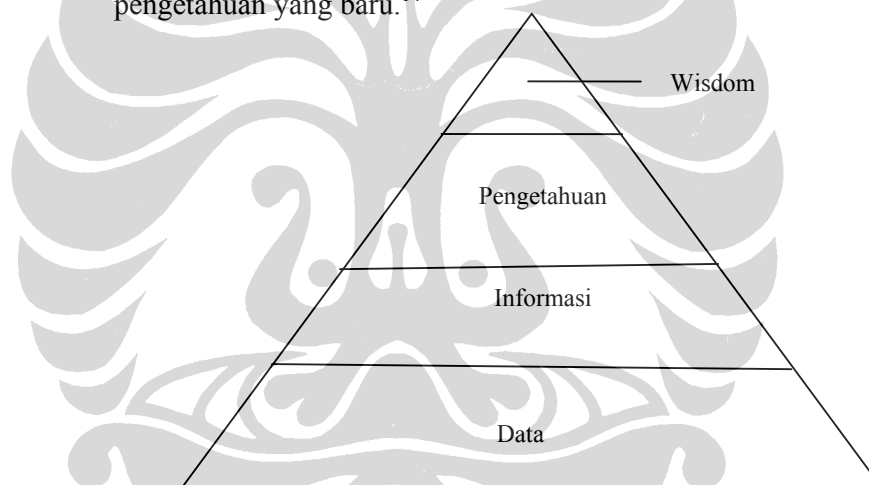 pengetahuan yang baru.
Wisdom
Pengetahuan
Informasi
Data